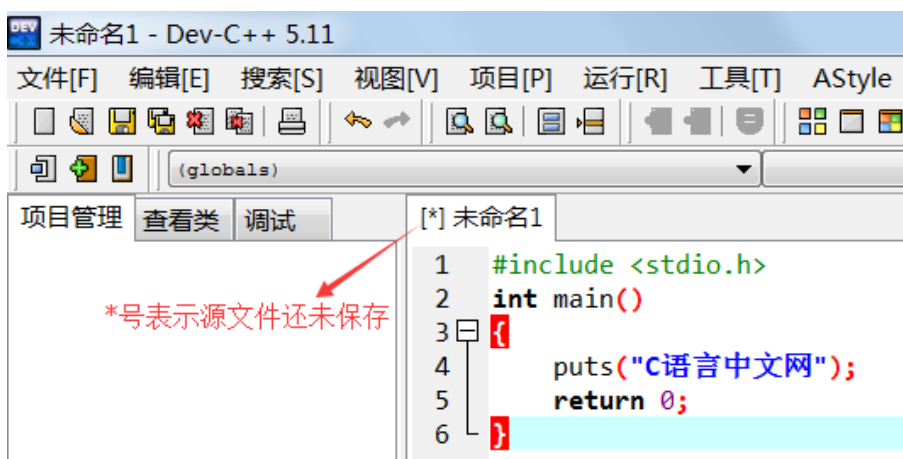 未命名1 - Dev-C++ 5.11
文件[F] 编辑[E] 搜索[S] 视图[V] 项目[P] 运行[R] 工具[T] AStyle
(globals)
项目管理 查看类 调试 [*] 未命名1
*号表示源文件还未保存
1 #include <stdio.h>
2 int main()
3 {
4 puts("C语言中文网");
5 return 0;
6 }